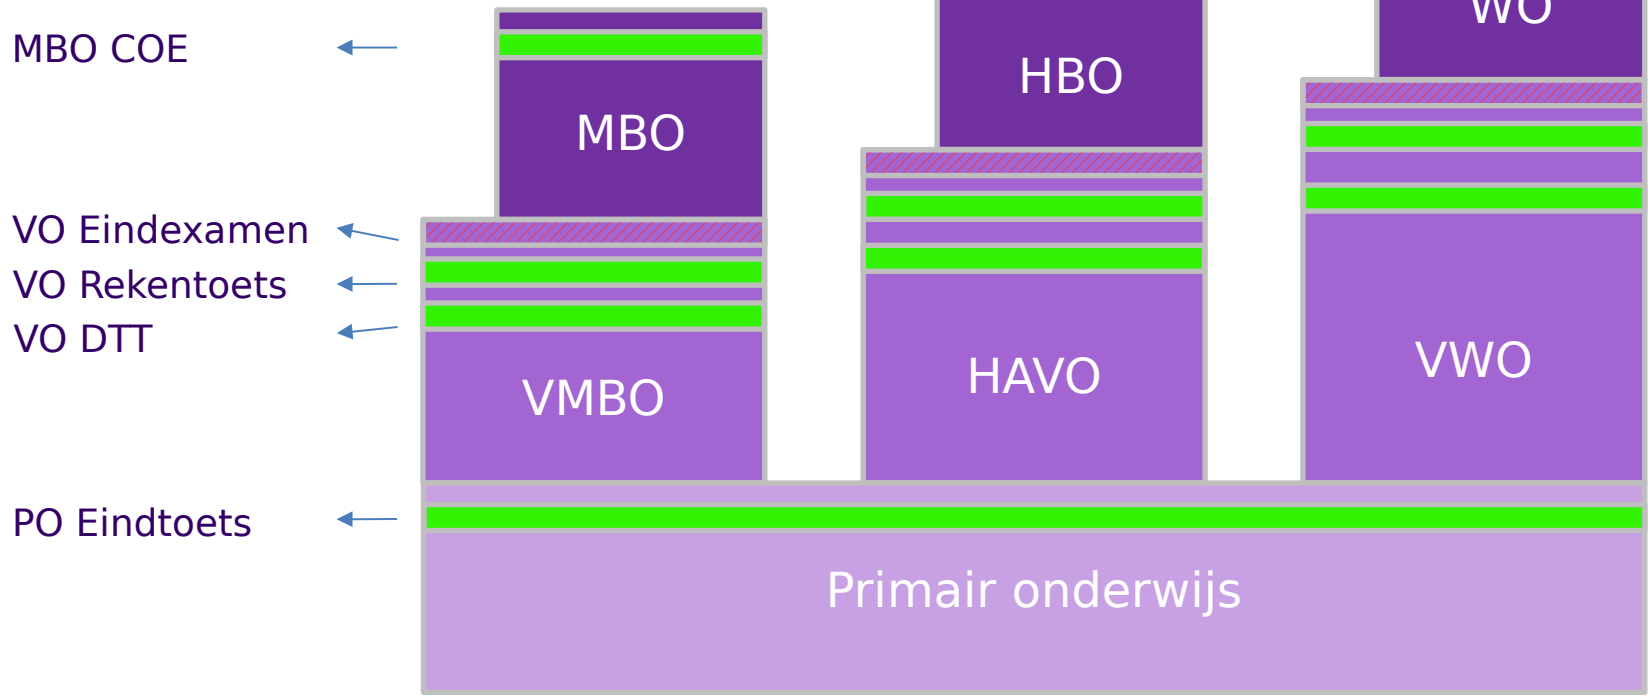 WO
MBO COE
HBO
MBO
VO Eindexamen
VO Rekentoets
VO DTT
VWO
HAVO
VMBO
PO Eindtoets
Primair onderwijs